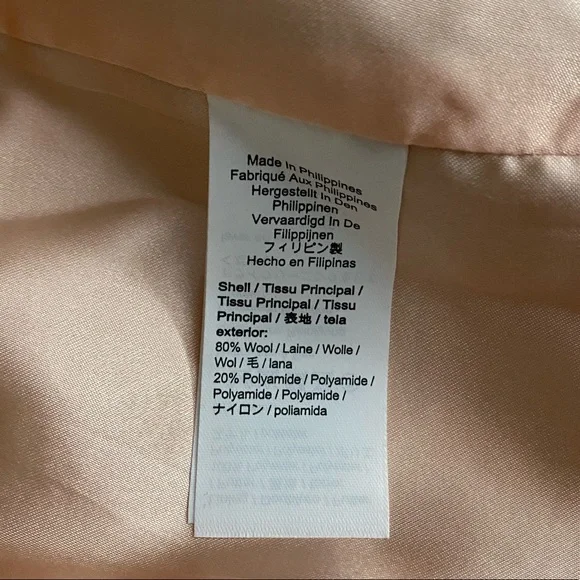 Made In Philippines
Fabriqué Aux Philippines
Hergestellt In Den
Philippinen
Vervaardigd In De
Filippijnen
フィリピン製
Hecho en Filipinas
Shell / Tissu Principal /
Tissu Principal / Tissu
Principal / 表地 / tela
exterior:
80% Wool / Laine / Wolle /
Wol / 毛 / lana
20% Polyamide / Polyamide /
Polyamide / Polyamide /
ナイロン / poliamida